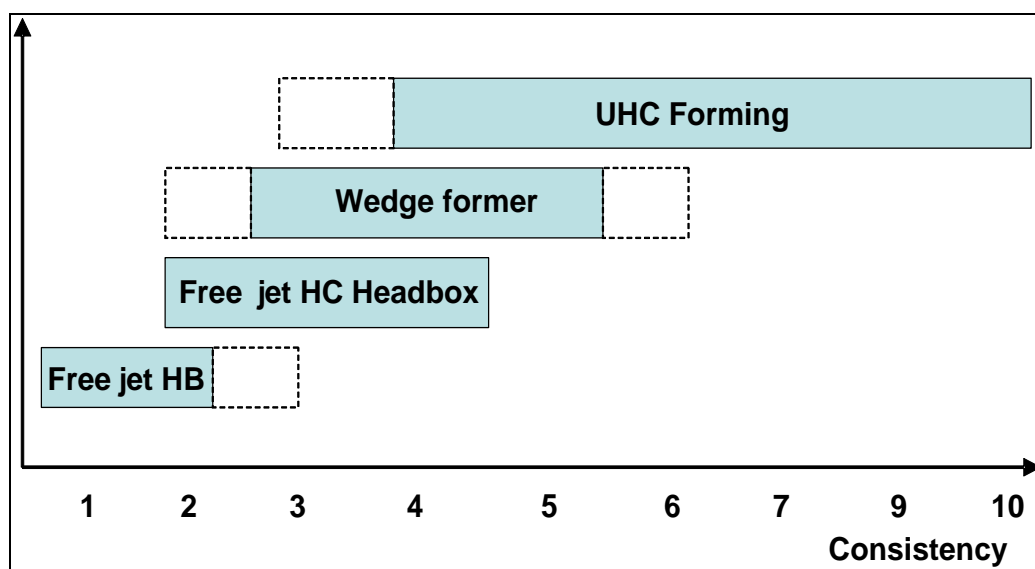 UHC Forming
Wedge former
Free jet HC Headbox
Free jet HB
1 2 3 4 5 6 7 9 10
Consistency